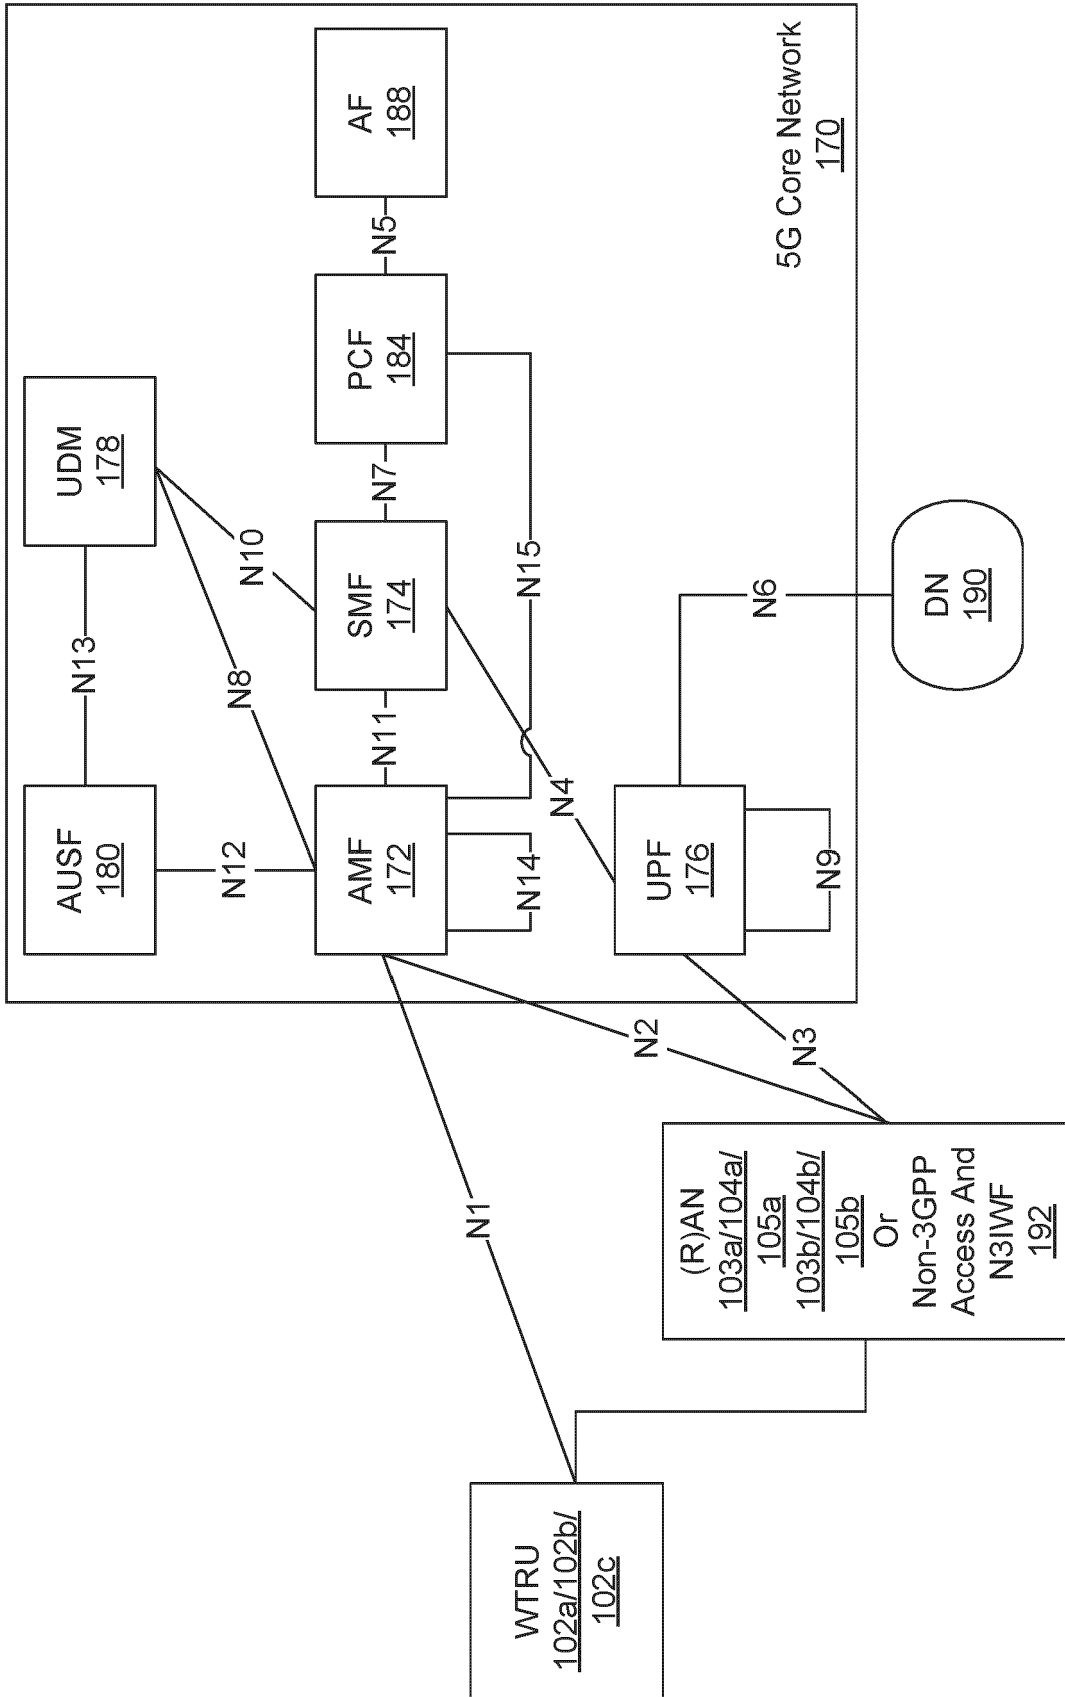 AUSF
180
N13
UDM
178
N12
N8
N10
AMF
172
N11
SMF
174
N7
PCF
184
N5
AF
188
N14
N15
N1
N2
N4
WTRU
102a/102b/
102c
N3
UPF
176
N9
N6
5G Core Network
170
(R)AN
103a/104a/
105a
103b/104b/
105b
Or
Non-3GPP
Access And
N3IWF
192
DN
190